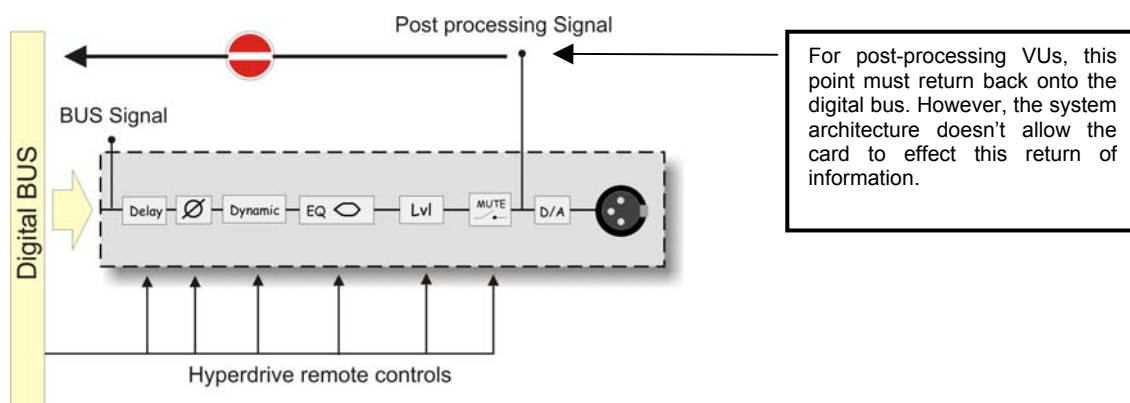 Post processing Signal
For post-processing VUs, this
point must return back onto the
digital bus. However, the system
architecture doesn't allow the
card to effect this return of
information.
BUS Signal
Digital BUS
Delay
Ø
Dynamic
EQ
Lvl
MUTE
D/A
Hyperdrive remote controls